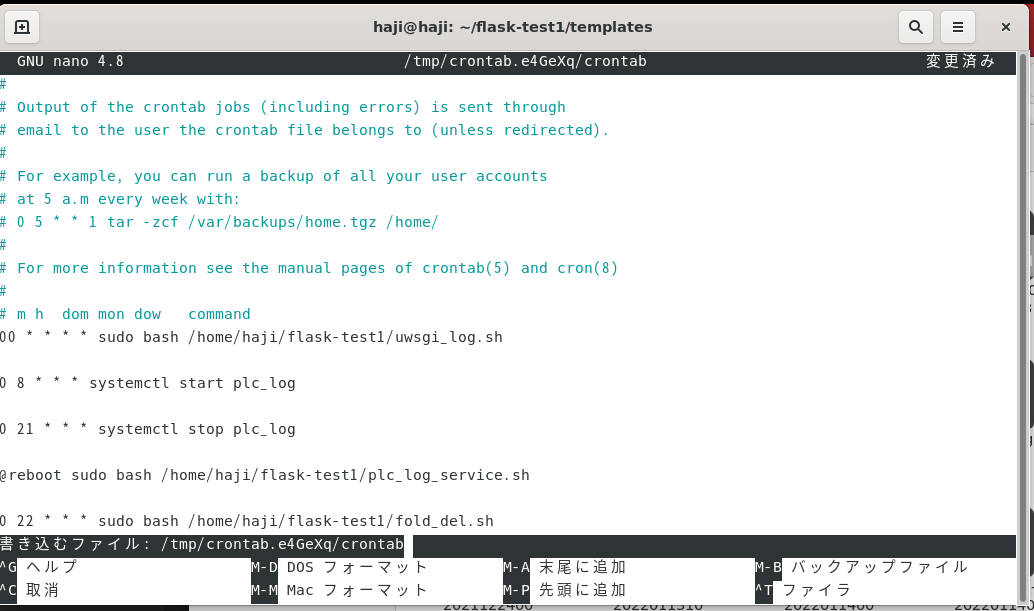 haji@haji: ~/flask-test1/templates
GNU nano 4.8 /tmp/crontab.e4GeXq/crontab 変更済み
#
# Output of the crontab jobs (including errors) is sent through
# email to the user the crontab file belongs to (unless redirected).
#
# For example, you can run a backup of all your user accounts
# at 5 a.m every week with:
# 0 5 * * 1 tar -zcf /var/backups/home.tgz /home/
#
# For more information see the manual pages of crontab(5) and cron(8)
#
# m h  dom mon dow   command
00 * * * * sudo bash /home/haji/flask-test1/uwsgi_log.sh
0 8 * * * systemctl start plc_log
0 21 * * * systemctl stop plc_log
@reboot sudo bash /home/haji/flask-test1/plc_log_service.sh
0 22 * * * sudo bash /home/haji/flask-test1/fold_del.sh
書き込むファイル: /tmp/crontab.e4GeXq/crontab
^G ヘルプ M-D DOS フォーマット M-A 末尾に追加 M-B バックアップファイル
^C 取消 M-M Mac フォーマット M-P 先頭に追加 ^T ファイラ